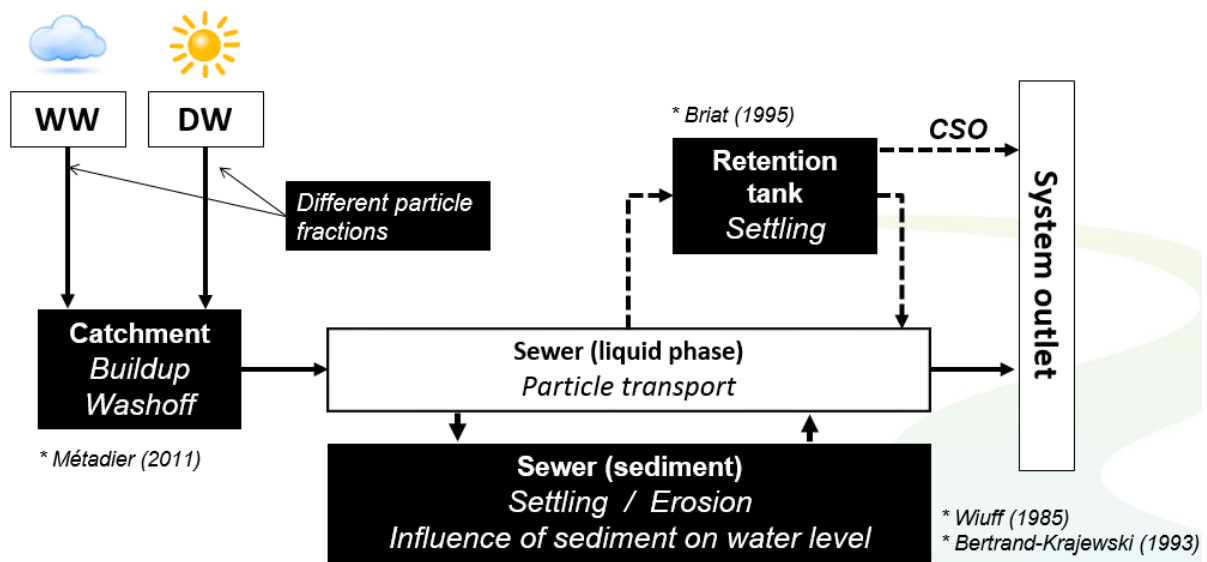 WW
DW
Different particle
fractions
Catchment
Buildup
Washoff
* Métadier (2011)
* Briat (1995)
Retention
tank
Settling
CSO
Sewer (liquid phase)
Particle transport
Sewer (sediment)
Settling / Erosion
Influence of sediment on water level
* Wiuff (1985)
* Bertrand-Krajewski (1993)
System outlet